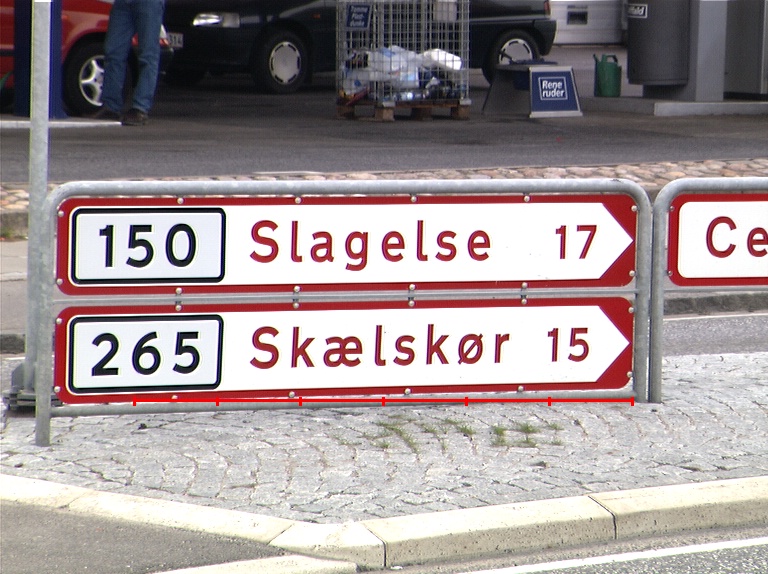 Rene
ruder
150 Slagelse 17
265 Skælskør 15
Ce